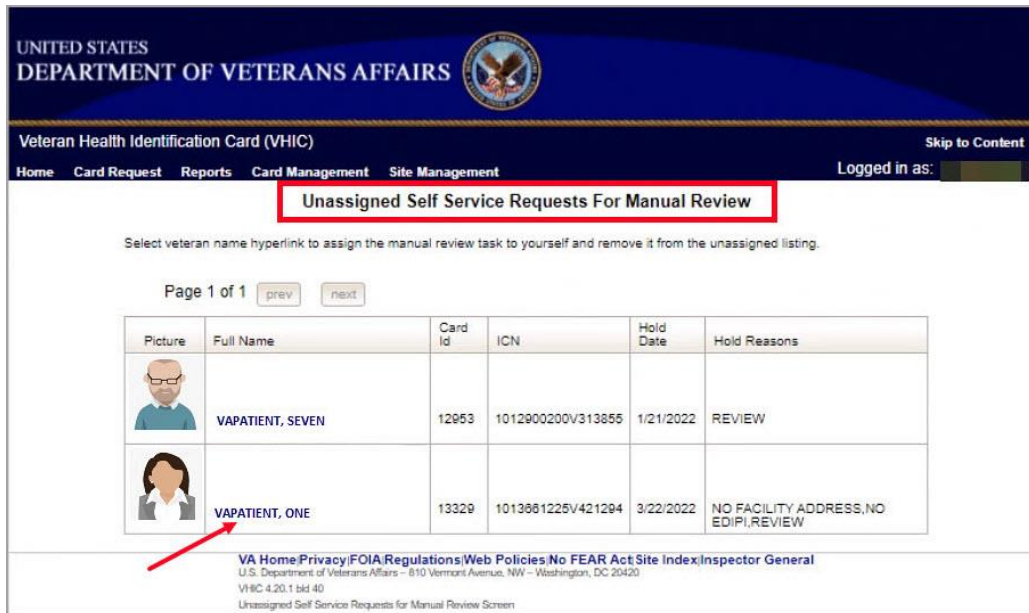 UNITED STATES
DEPARTMENT OF VETERANS AFFAIRS
Veteran Health Identification Card (VHIC)
Skip to Content
Home Card Request Reports Card Management Site Management
Logged in as:
Unassigned Self Service Requests For Manual Review
Select veteran name hyperlink to assign the manual review task to yourself and remove it from the unassigned listing.
Page 1 of 1 prev next
Picture Full Name Card Id ICN Hold Date Hold Reasons
VAPATIENT, SEVEN 12953 1012900200V313855 1/21/2022 REVIEW
VAPATIENT, ONE 13329 1013661225V421294 3/22/2022 NO FACILITY ADDRESS,NO
EDIPI,REVIEW
VA Home|Privacy|FOIA|Regulations|Web Policies|No FEAR Act|Site Index|Inspector General
U.S. Department of Veterans Affairs – 810 Vermont Avenue, NW – Washington, DC 20420
VHIC 4.20.1 bld 40
Unassigned Self Service Requests for Manual Review Screen